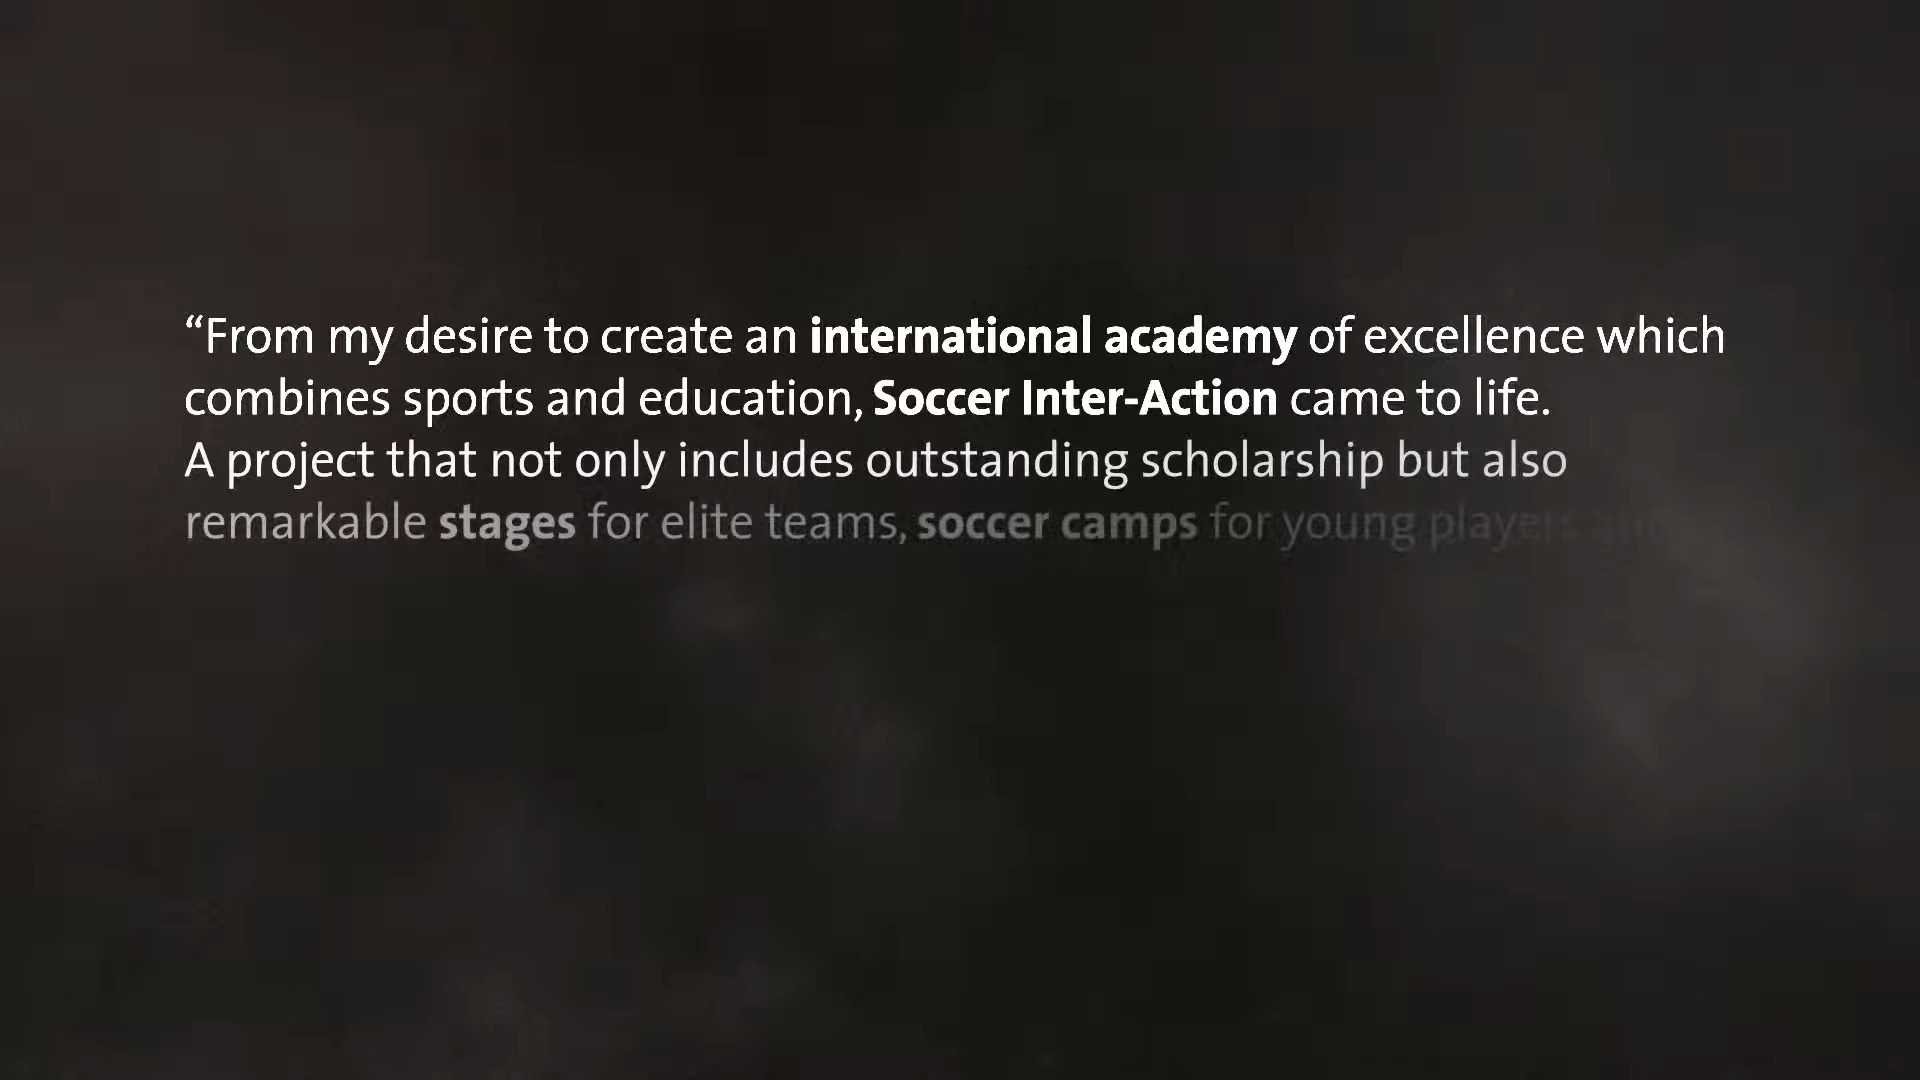 “From my desire to create an international academy of excellence which
combines sports and education, Soccer Inter-Action came to life.
A project that not only includes outstanding scholarship but also
remarkable stages for elite teams, soccer camps for young players